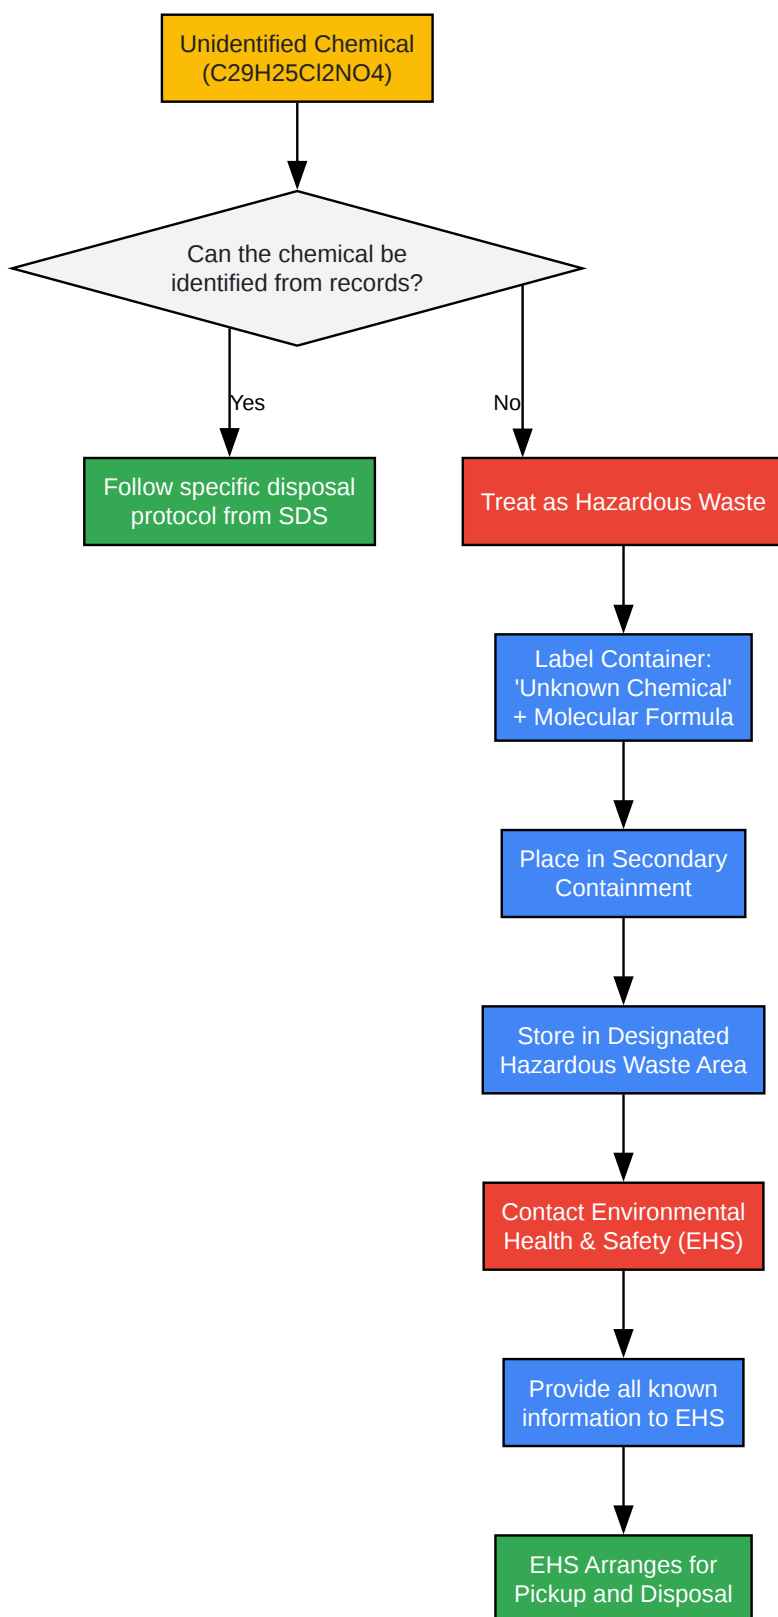 Unidentified Chemical
(C29H25Cl2NO4)
Can the chemical be
identified from records?
Yes
No
Follow specific disposal
protocol from SDS
Treat as Hazardous Waste
Label Container:
'Unknown Chemical'
+ Molecular Formula
Place in Secondary
Containment
Store in Designated
Hazardous Waste Area
Contact Environmental
Health & Safety (EHS)
Provide all known
information to EHS
EHS Arranges for
Pickup and Disposal